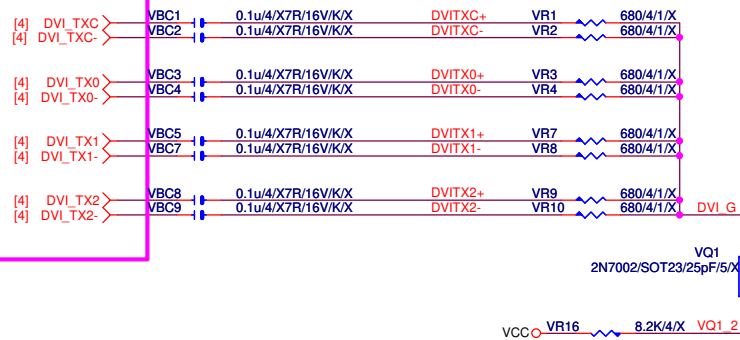 [4] DVI_TXC VBC1 0.1u/4/X7R/16V/K/X DVITXC+ VR1 680/4/1/X
[4] DVI_TXC- VBC2 0.1u/4/X7R/16V/K/X DVITXC- VR2 680/4/1/X
[4] DVI_TX0 VBC3 0.1u/4/X7R/16V/K/X DVITX0+ VR3 680/4/1/X
[4] DVI_TX0- VBC4 0.1u/4/X7R/16V/K/X DVITX0- VR4 680/4/1/X
[4] DVI_TX1 VBC5 0.1u/4/X7R/16V/K/X DVITX1+ VR7 680/4/1/X
[4] DVI_TX1- VBC7 0.1u/4/X7R/16V/K/X DVITX1- VR8 680/4/1/X
[4] DVI_TX2 VBC8 0.1u/4/X7R/16V/K/X DVITX2+ VR9 680/4/1/X
[4] DVI_TX2- VBC9 0.1u/4/X7R/16V/K/X DVITX2- VR10 680/4/1/X DVI_G
VQ1
2N7002/SOT23/25pF/5/X
VCC VR16 8.2K/4/X VQ1_2